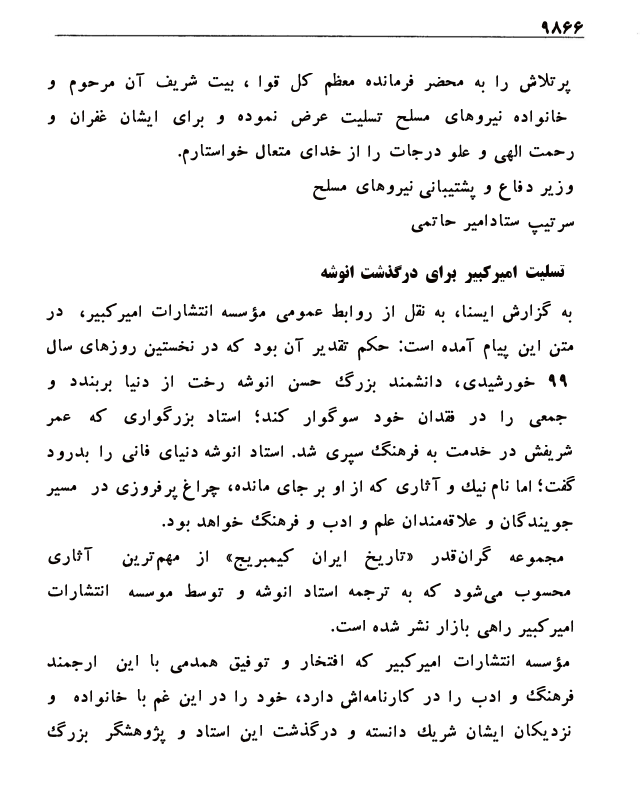 ۹۸۶۶
پرتلاش را به محضر فرمانده معظم کل قوا ، بیت شریف آن مرحوم و
خانواده نیروهای مسلح تسلیت عرض نموده و برای ایشان غفران و
رحمت الهی و علو درجات را از خدای متعال خواستارم.
وزیر دفاع و پشتیبانی نیروهای مسلح
سرتیپ ستادامیر حاتمی
تسلیت امیرکبیر برای درگذشت انوشه
به گزارش ایسنا، به نقل از روابط عمومی مؤسسه انتشارات امیرکبیر، در
متن این پیام آمده است: حکم تقدیر آن بود که در نخستین روزهای سال
۹۹ خورشیدی، دانشمند بزرگ حسن انوشه رخت از دنیا بربندد و
جمعی را در فقدان خود سوگوار کند؛ استاد بزرگواری که عمر
شریفش در خدمت به فرهنگ سپری شد. استاد انوشه دنیای فانی را بدرود
گفت؛ اما نام نیك و آثاری که از او بر جای مانده، چراغ پرفروزی در مسیر
جویندگان و علاقه‌مندان علم و ادب و فرهنگ خواهد بود.
مجموعه گران‌قدر «تاریخ ایران کیمبریج» از مهم‌ترین آثاری
محسوب می‌شود که به ترجمه استاد انوشه و توسط موسسه انتشارات
امیرکبیر راهی بازار نشر شده است.
مؤسسه انتشارات امیرکبیر که افتخار و توفیق همدمی با این ارجمند
فرهنگ و ادب را در کارنامه‌اش دارد، خود را در این غم با خانواده و
نزدیکان ایشان شریك دانسته و درگذشت این استاد و پژوهشگر بزرگ